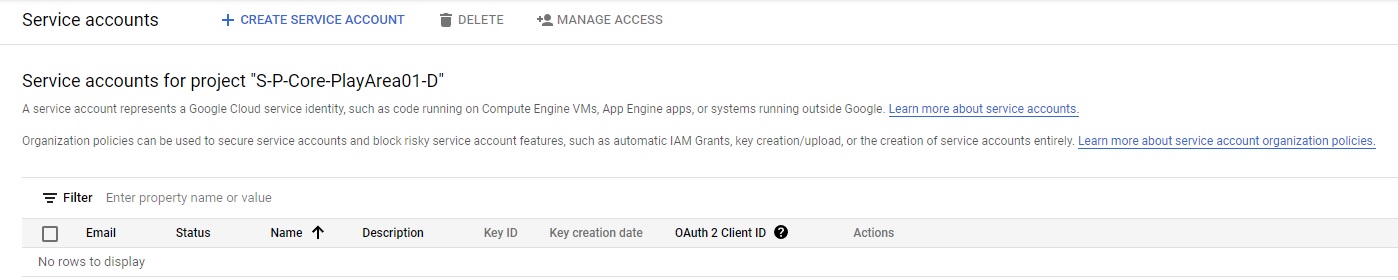 Service accounts CREATE SERVICE ACCOUNT DELETE MANAGE ACCESS
Service accounts for project "S-P-Core-PlayArea01-D"
A service account represents a Google Cloud service identity, such as code running on Compute Engine VMs, App Engine apps, or systems running outside Google. Learn more about service accounts.
Organization policies can be used to secure service accounts and block risky service account features, such as automatic IAM Grants, key creation/upload, or the creation of service accounts entirely. Learn more about service account organization policies.
Filter Enter property name or value
Email Status Name Description Key ID Key creation date OAuth 2 Client ID Actions
No rows to display